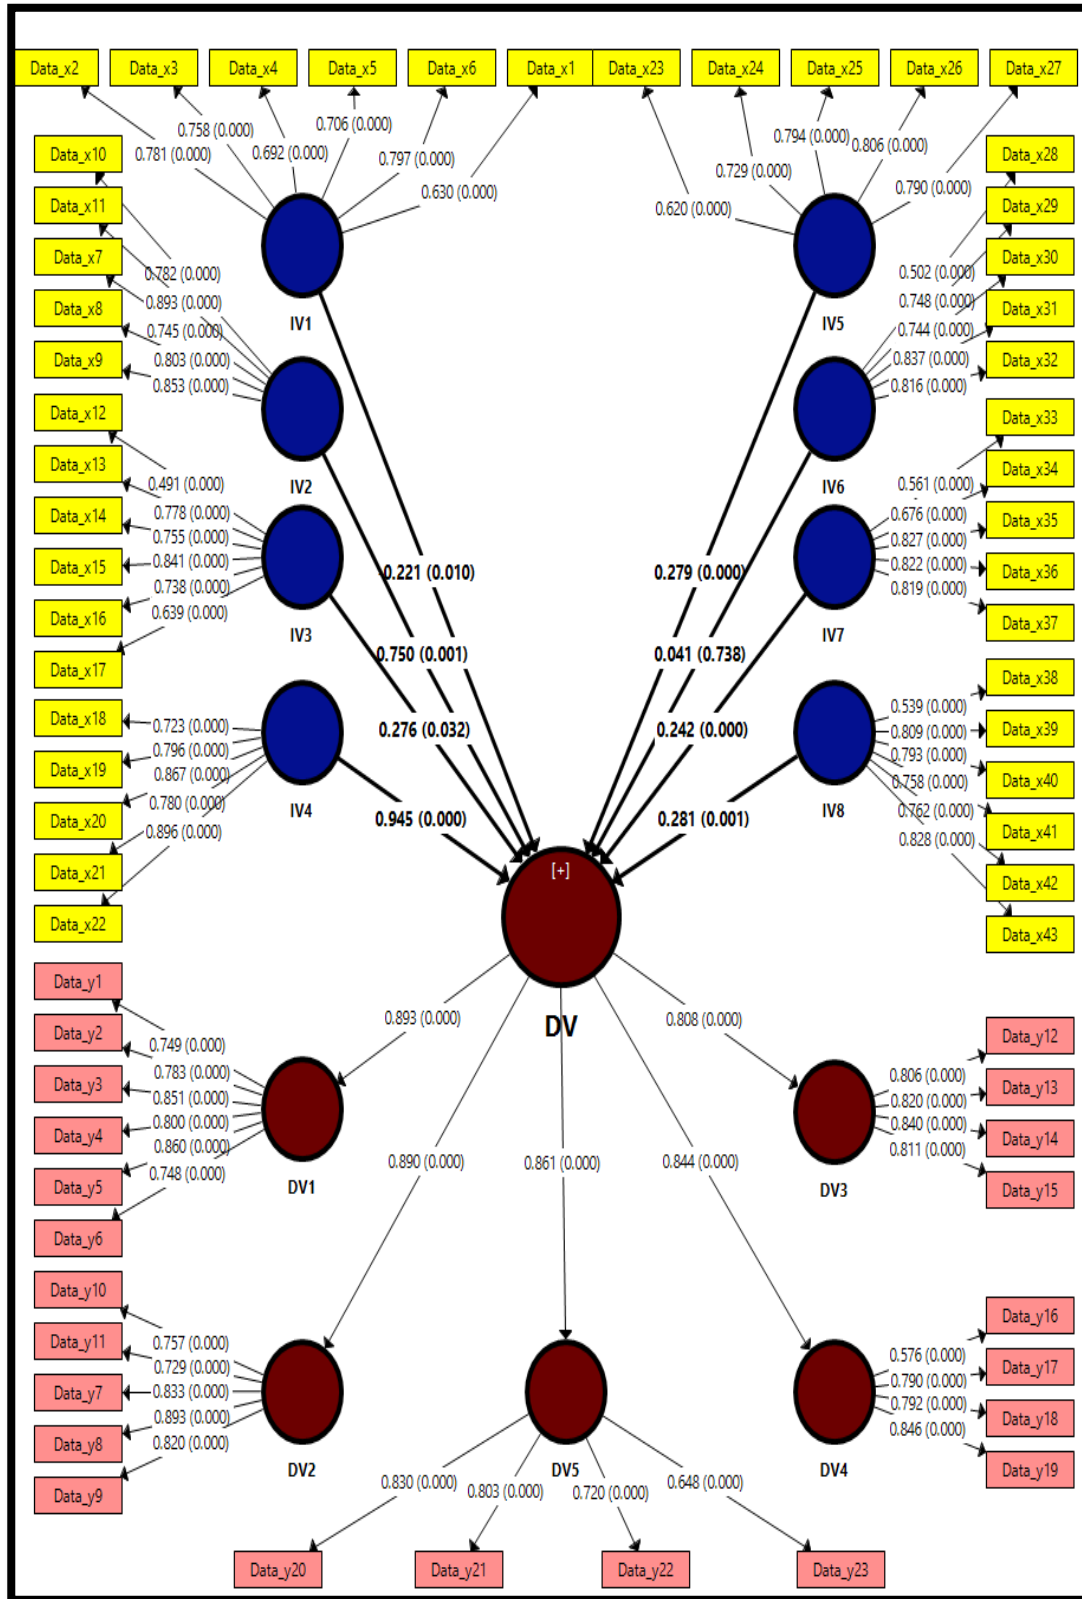 Data_x2 Data_x3 Data_x4 Data_x5 Data_x6 Data_x1 Data_x23 Data_x24 Data_x25 Data_x26 Data_x27
0.781 (0.000)
0.758 (0.000)
0.692 (0.000)
0.706 (0.000)
0.797 (0.000)
0.630 (0.000)
IV1
0.620 (0.000)
0.729 (0.000)
0.794 (0.000)
0.806 (0.000)
0.790 (0.000)
IV5
Data_x10
Data_x11
Data_x7
Data_x8
Data_x9
0.782 (0.000)
0.893 (0.000)
0.745 (0.000)
0.803 (0.000)
0.853 (0.000)
IV2
Data_x28
Data_x29
Data_x30
Data_x31
Data_x32
0.502 (0.000)
0.748 (0.000)
0.744 (0.000)
0.837 (0.000)
0.816 (0.000)
IV6
Data_x12
Data_x13
Data_x14
Data_x15
Data_x16
Data_x17
0.491 (0.000)
0.778 (0.000)
0.755 (0.000)
0.841 (0.000)
0.738 (0.000)
0.639 (0.000)
IV3
Data_x33
Data_x34
Data_x35
Data_x36
Data_x37
0.561 (0.000)
0.676 (0.000)
0.827 (0.000)
0.822 (0.000)
0.819 (0.000)
IV7
Data_x18
Data_x19
Data_x20
Data_x21
Data_x22
0.723 (0.000)
0.796 (0.000)
0.867 (0.000)
0.780 (0.000)
0.896 (0.000)
IV4
Data_x38
Data_x39
Data_x40
Data_x41
Data_x42
Data_x43
0.539 (0.000)
0.809 (0.000)
0.793 (0.000)
0.758 (0.000)
0.762 (0.000)
0.828 (0.000)
IV8
0.221 (0.010)
0.750 (0.001)
0.276 (0.032)
0.945 (0.000)
0.279 (0.000)
0.041 (0.738)
0.242 (0.000)
0.281 (0.001)
[+]
DV
0.893 (0.000)
0.890 (0.000)
0.861 (0.000)
0.844 (0.000)
0.808 (0.000)
Data_y1
Data_y2
Data_y3
Data_y4
Data_y5
Data_y6
0.749 (0.000)
0.783 (0.000)
0.851 (0.000)
0.800 (0.000)
0.860 (0.000)
0.748 (0.000)
DV1
Data_y12
Data_y13
Data_y14
Data_y15
0.806 (0.000)
0.820 (0.000)
0.840 (0.000)
0.811 (0.000)
DV3
Data_y10
Data_y11
Data_y7
Data_y8
Data_y9
0.757 (0.000)
0.729 (0.000)
0.833 (0.000)
0.893 (0.000)
0.820 (0.000)
DV2
Data_y16
Data_y17
Data_y18
Data_y19
0.576 (0.000)
0.790 (0.000)
0.792 (0.000)
0.846 (0.000)
DV4
DV5
0.830 (0.000)
0.803 (0.000)
0.720 (0.000)
0.648 (0.000)
Data_y20 Data_y21 Data_y22 Data_y23